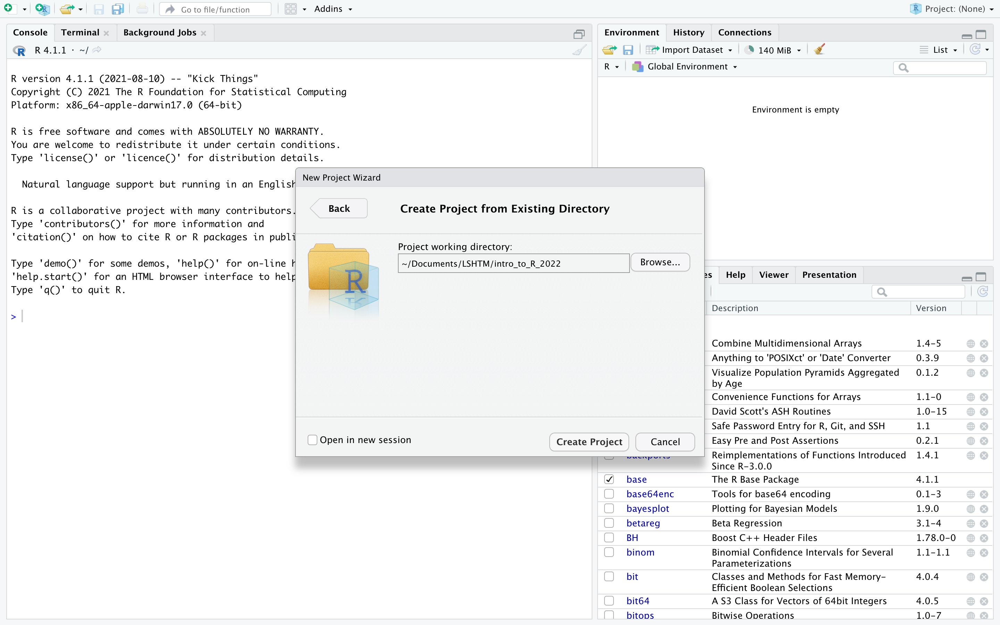 Go to file/function
Addins
Project: (None)
Console
Terminal
Background Jobs
R 4.1.1 · ~/
R version 4.1.1 (2021-08-10) -- "Kick Things"
Copyright (C) 2021 The R Foundation for Statistical Computing
Platform: x86_64-apple-darwin17.0 (64-bit)
R is free software and comes with ABSOLUTELY NO WARRANTY.
You are welcome to redistribute it under certain conditions.
Type 'license()' or 'licence()' for distribution details.
Natural language support but running in an English
R is a collaborative project with many contributors.
Type 'contributors()' for more information and
'citation()' on how to cite R or R packages in publi
Type 'demo()' for some demos, 'help()' for on-line h
'help.start()' for an HTML browser interface to help
Type 'q()' to quit R.
>
New Project Wizard
Back
Create Project from Existing Directory
Project working directory:
~/Documents/LSHTM/intro_to_R_2022
Browse...
Open in new session
Create Project
Cancel
Environment
History
Connections
Import Dataset
140 MiB
List
R
Global Environment
Environment is empty
es
Help
Viewer
Presentation
Description
Version
Combine Multidimensional Arrays 1.4-5
Anything to 'POSIXct' or 'Date' Converter 0.3.9
Visualize Population Pyramids Aggregated 0.1.2
by Age
Convenience Functions for Arrays 1.1-0
David Scott's ASH Routines 1.0-15
Safe Password Entry for R, Git, and SSH 1.1
Easy Pre and Post Assertions 0.2.1
backports Reimplementations of Functions Introduced 1.4.1
Since R-3.0.0
base The R Base Package 4.1.1
base64enc Tools for base64 encoding 0.1-3
bayesplot Plotting for Bayesian Models 1.9.0
betareg Beta Regression 3.1-4
BH Boost C++ Header Files 1.78.0-0
binom Binomial Confidence Intervals for Several 1.1-1.1
Parameterizations
bit Classes and Methods for Fast Memory-4.0.4
Efficient Boolean Selections
bit64 A S3 Class for Vectors of 64bit Integers 4.0.5
bitops Bitwise Operations 1.0-7